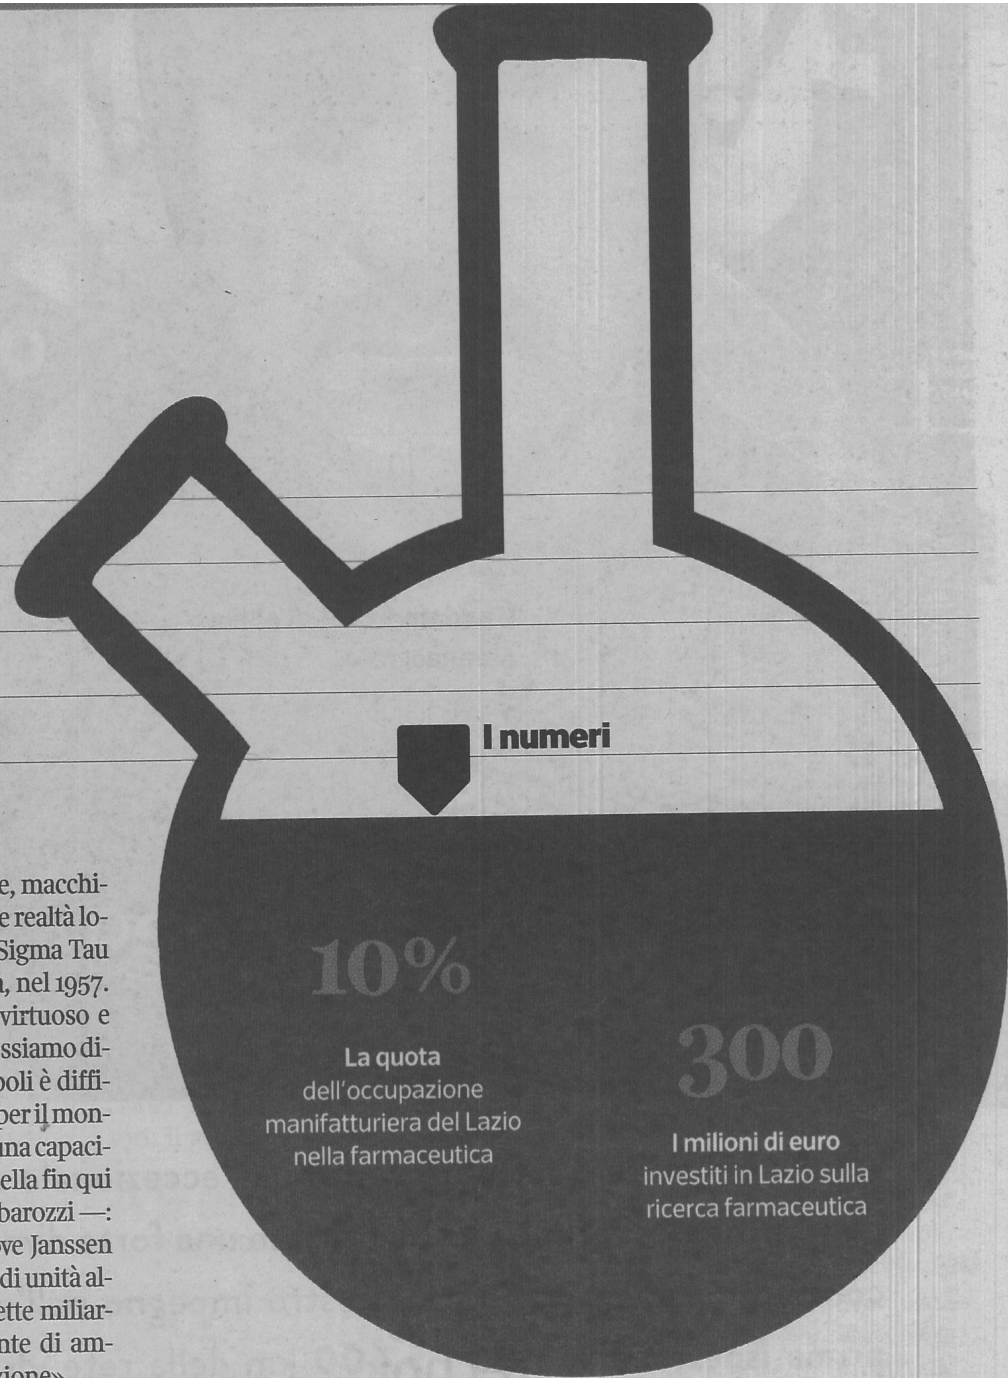 I numeri
10%
La quota
dell'occupazione
manifatturiera del Lazio
nella farmaceutica
300
I milioni di euro
investiti in Lazio sulla
ricerca farmaceutica
e, macchi-
e realtà lo-
Sigma Tau
nel 1957.
virtuoso e
ssiamo di-
poli è diffi-
per il mon-
una capaci-
ella fin qui
barozzi —:
ve Janssen
di unità al-
ette miliar-
nte di am-
zione»